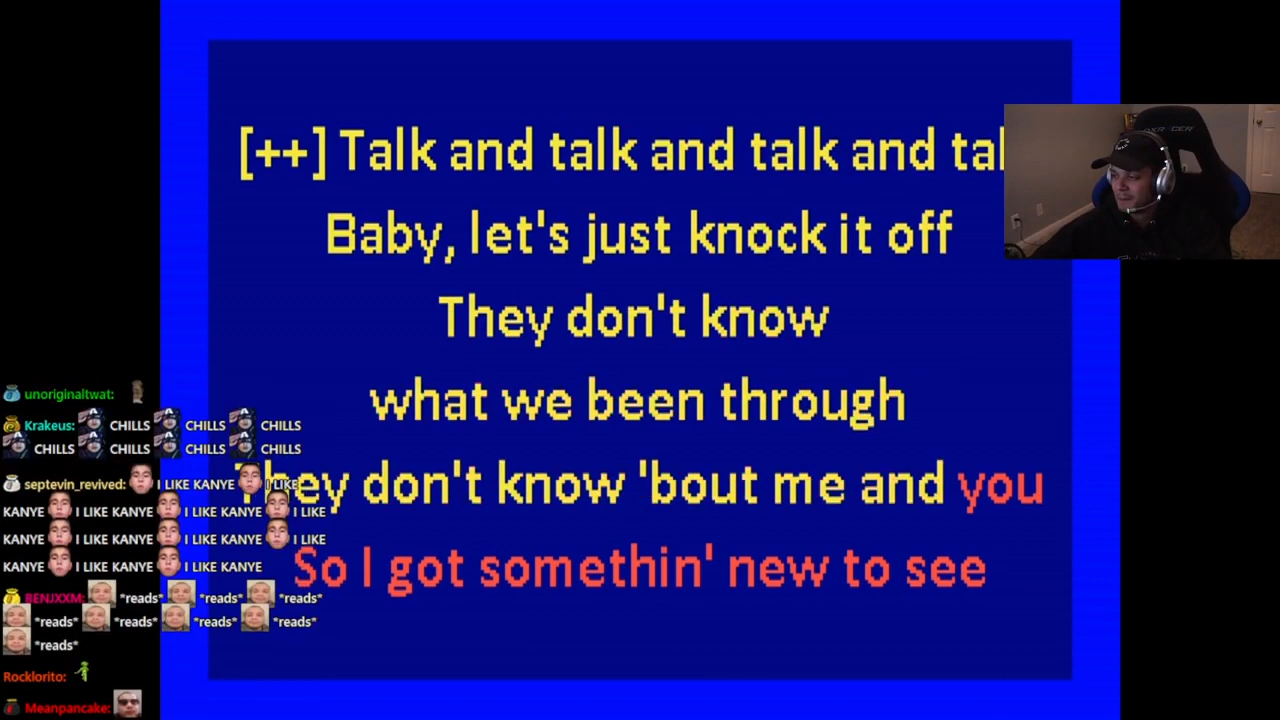 [++] Talk and talk and talk and tal
Baby, let's just knock it off
They don't know
what we been through
They don't know 'bout me and you
So I got somethin' new to see
unoriginaltwat:
Krakeus: CHILLS CHILLS CHILLS
CHILLS CHILLS CHILLS CHILLS
septevin_revived: I LIKE KANYE I LIKE
KANYE I LIKE KANYE I LIKE KANYE I LIKE
KANYE I LIKE KANYE I LIKE KANYE I LIKE
KANYE I LIKE KANYE I LIKE KANYE
BENJXXM: *reads* *reads* *reads*
*reads* *reads* *reads* *reads*
*reads*
Rocklorito:
Meanpancake: